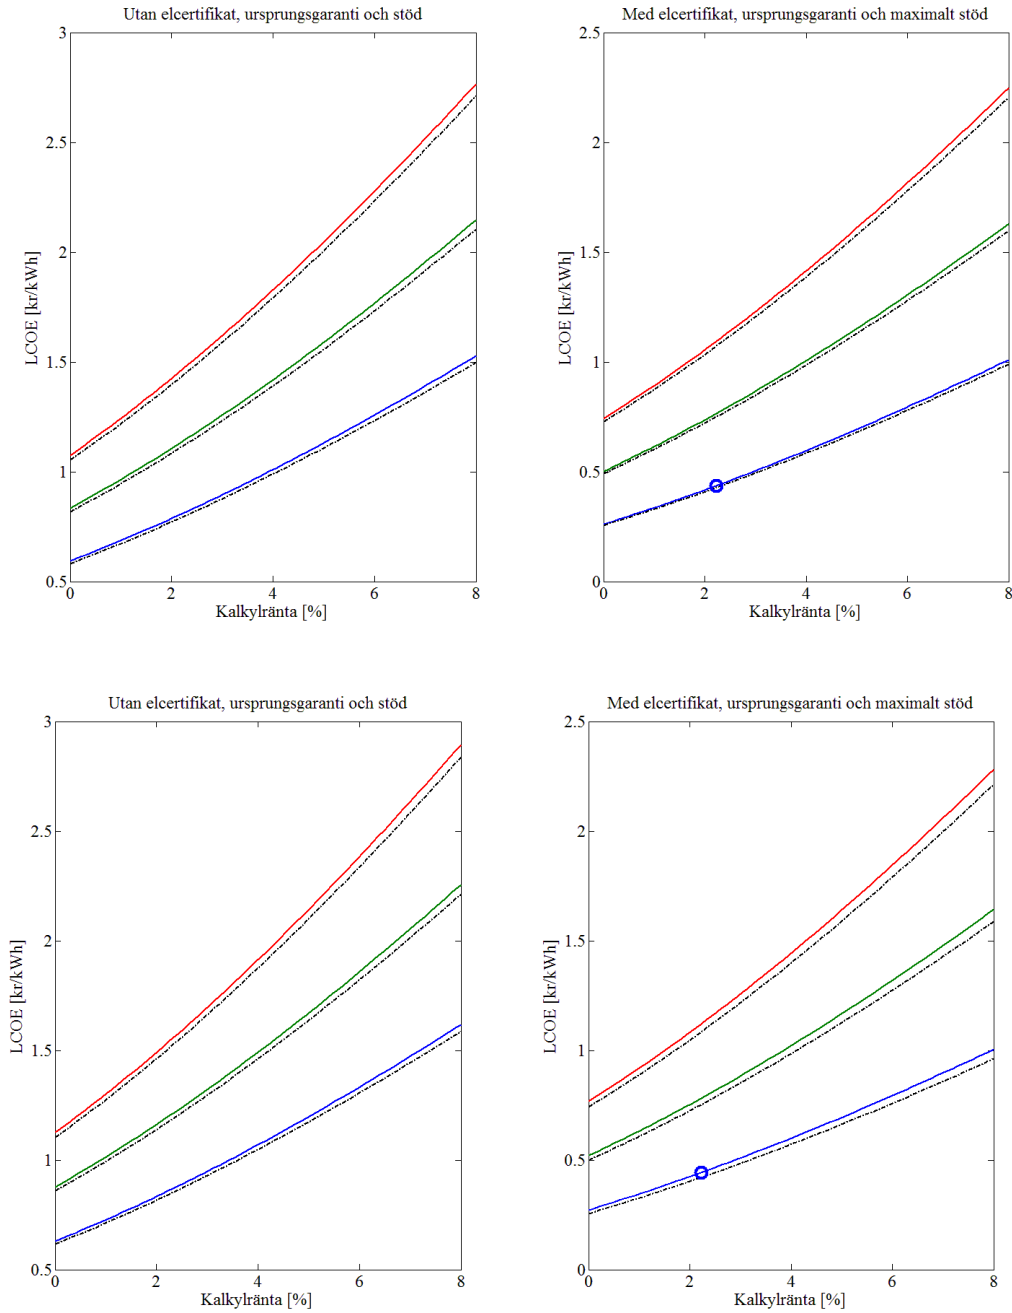 Utan elcertifikat, ursprungsgaranti och stöd
3
2.5
2
1.5
1
0.5
LCOE [kr/kWh]
0 2 4 6 8
Kalkylränta [%]
Med elcertifikat, ursprungsgaranti och maximalt stöd
2.5
2
1.5
1
0.5
0
LCOE [kr/kWh]
0 2 4 6 8
Kalkylränta [%]
Utan elcertifikat, ursprungsgaranti och stöd
3
2.5
2
1.5
1
0.5
LCOE [kr/kWh]
0 2 4 6 8
Kalkylränta [%]
Med elcertifikat, ursprungsgaranti och maximalt stöd
2.5
2
1.5
1
0.5
0
LCOE [kr/kWh]
0 2 4 6 8
Kalkylränta [%]